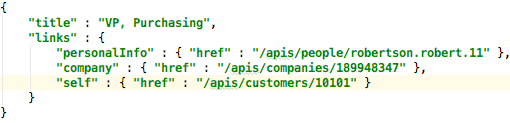 {
    "title" : "VP, Purchasing",
    "links" : {
        "personalInfo" : { "href" : "/apis/people/robertson.robert.11" },
        "company" : { "href" : "/apis/companies/189948347" },
        "self" : { "href" : "/apis/customers/10101" }
    }
}